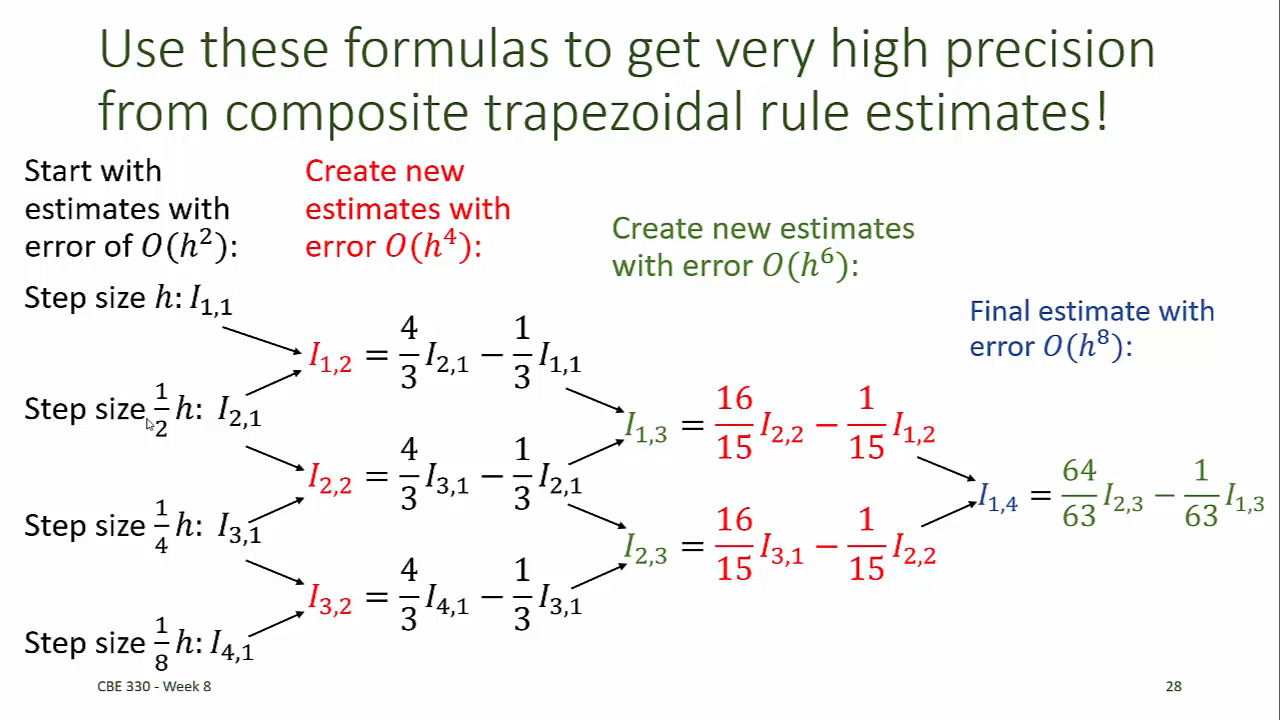 Use these formulas to get very high precision
from composite trapezoidal rule estimates!
Start with
estimates with
error of O(h²):
Create new
estimates with
error O(h⁴):
Create new estimates
with error O(h⁶):
Final estimate with
error O(h⁸):
Step size h: I₁,₁
Step size 1/2 h: I₂,₁
Step size 1/4 h: I₃,₁
Step size 1/8 h: I₄,₁
I₁,₂ = 4/3 I₂,₁ − 1/3 I₁,₁
I₂,₂ = 4/3 I₃,₁ − 1/3 I₂,₁
I₃,₂ = 4/3 I₄,₁ − 1/3 I₃,₁
I₁,₃ = 16/15 I₂,₂ − 1/15 I₁,₂
I₂,₃ = 16/15 I₃,₁ − 1/15 I₂,₂
I₁,₄ = 64/63 I₂,₃ − 1/63 I₁,₃
CBE 330 - Week 8
28